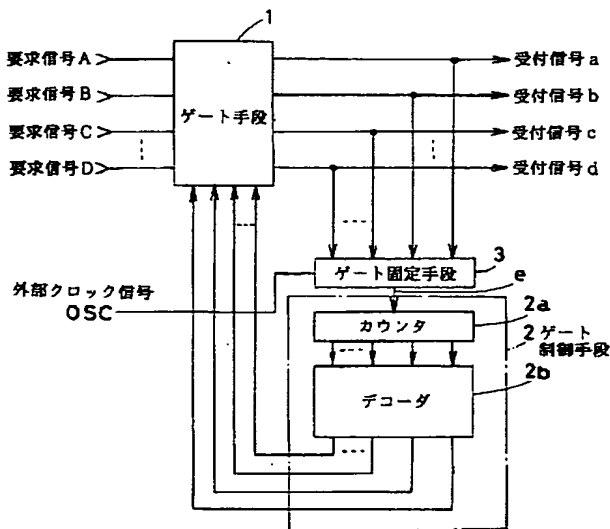 1
要求信号A
受付信号a
要求信号B
受付信号b
ゲート手段
要求信号C
受付信号c
要求信号D
受付信号d
ゲート固定手段
3
外部クロック信号
OSC
e
カウンタ
2a
2 ゲート
制御手段
デコーダ
2b